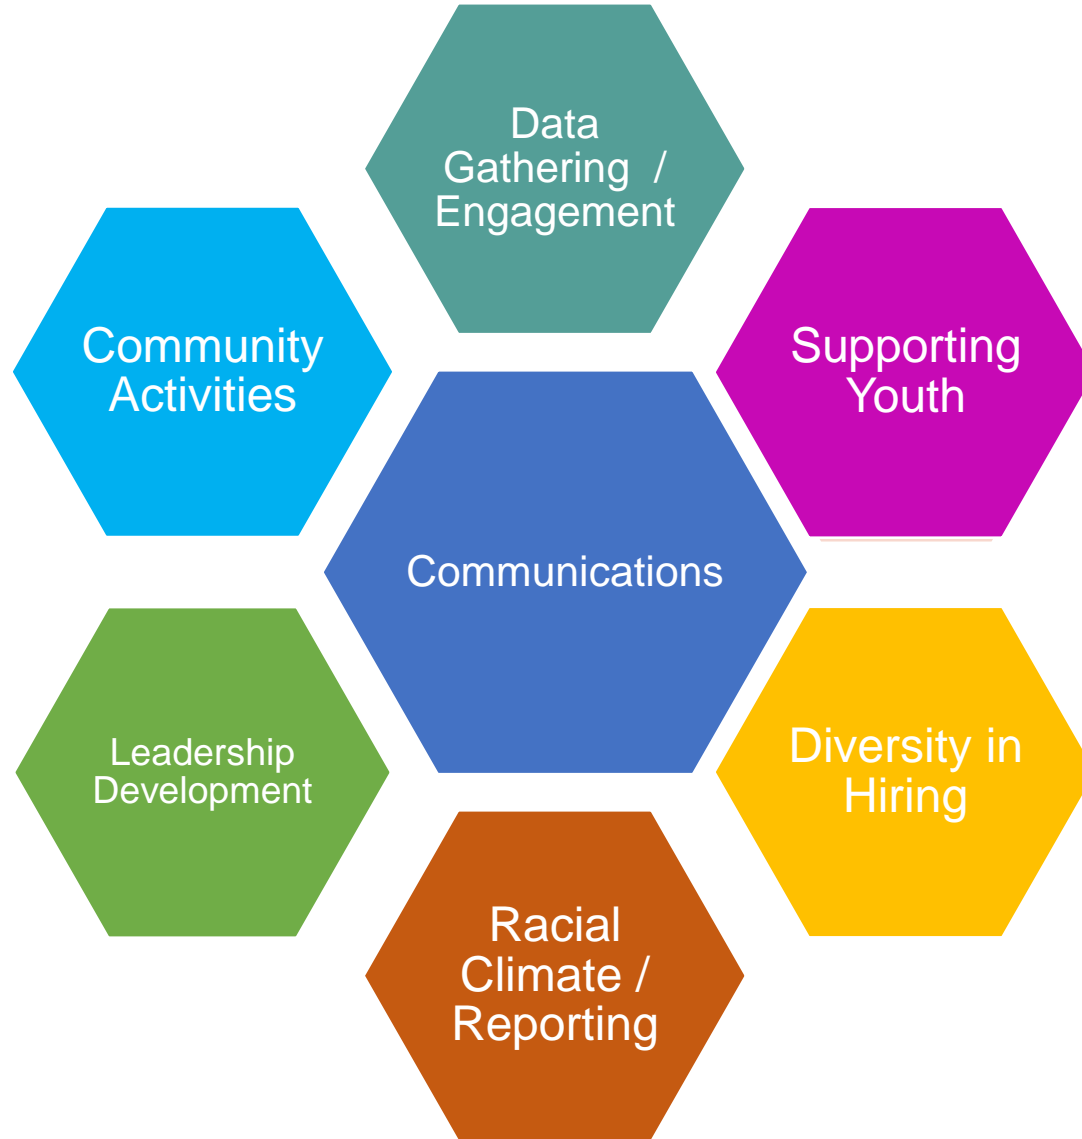 Data
Gathering /
Engagement
Community
Activities
Supporting
Youth
Communications
Leadership
Development
Diversity in
Hiring
Racial
Climate /
Reporting